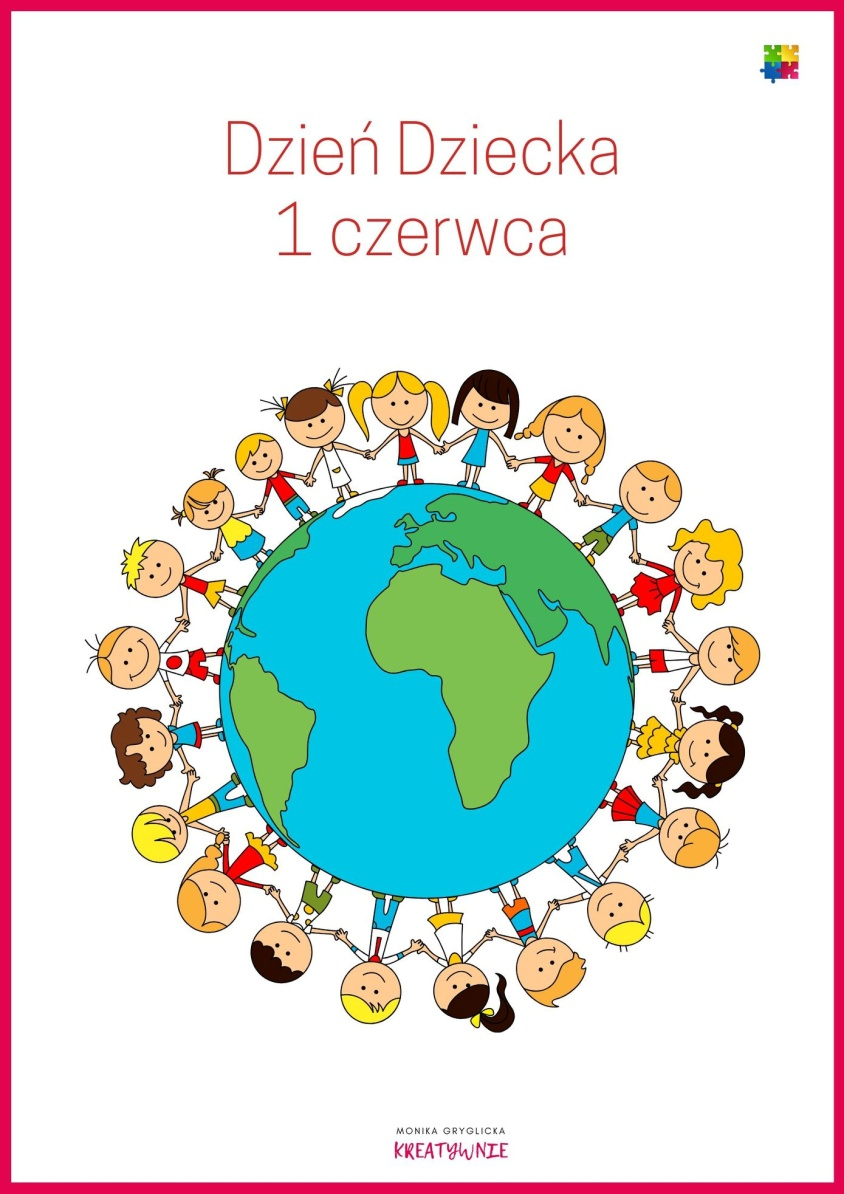 Dzień Dziecka
1 czerwca
MONIKA GRYGLICKA
KREATYWNIE